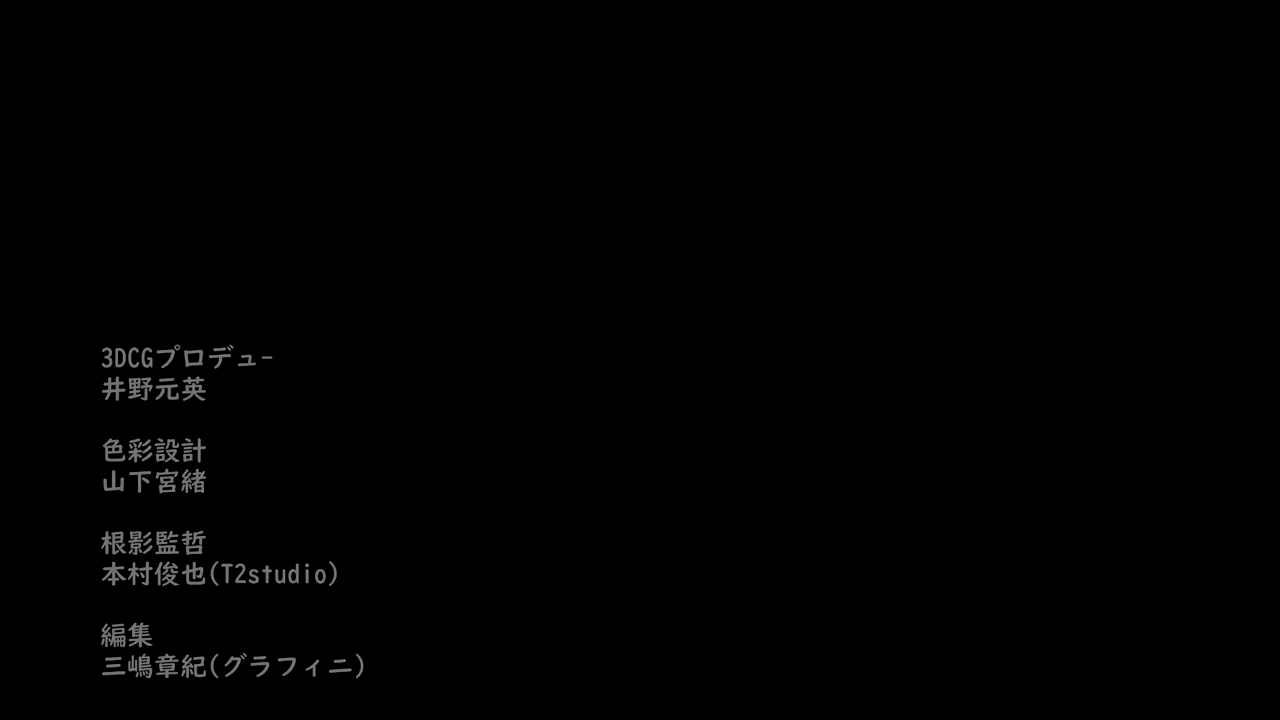 3DCGプロデュ-
井野元英
色彩設計
山下宮緒
根影監哲
本村俊也(T2studio)
編集
三嶋章紀(グラフィニ)